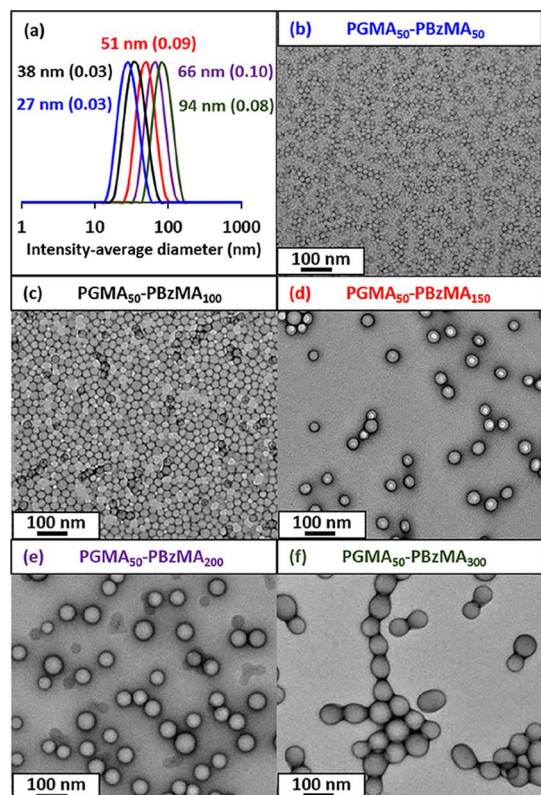 (a)
51 nm (0.09)
38 nm (0.03)
66 nm (0.10)
27 nm (0.03)
94 nm (0.08)
1 10 100 1000
Intensity-average diameter (nm)
(b) PGMA₅₀-PBzMA₅₀
100 nm
(c) PGMA₅₀-PBzMA₁₀₀
100 nm
(d) PGMA₅₀-PBzMA₁₅₀
100 nm
(e) PGMA₅₀-PBzMA₂₀₀
100 nm
(f) PGMA₅₀-PBzMA₃₀₀
100 nm